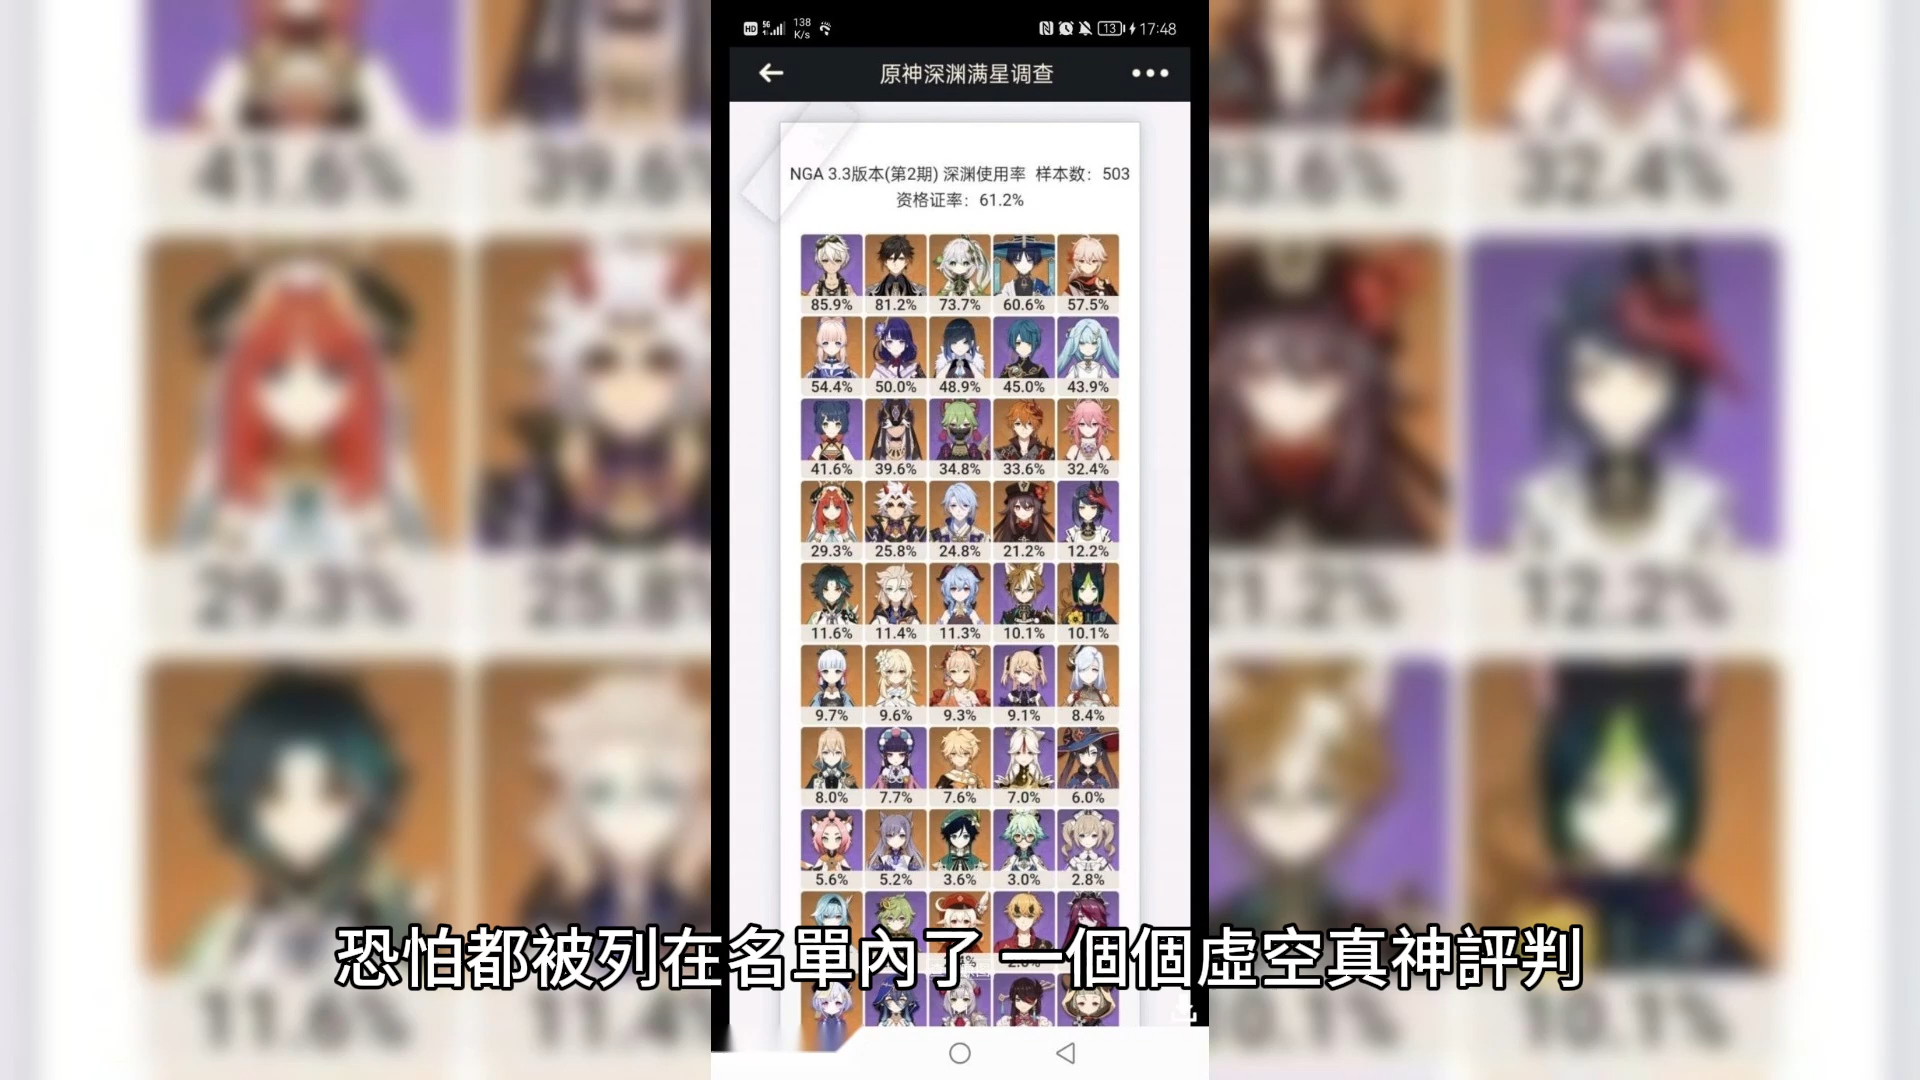 HD 5G 138 K/s 13 17:48
原神深渊满星调查
NGA 3.3版本(第2期) 深渊使用率 样本数：503
资格证率：61.2%
85.9% 81.2% 73.7% 60.6% 57.5%
54.4% 50.0% 48.9% 45.0% 43.9%
41.6% 39.6% 34.8% 33.6% 32.4%
29.3% 25.8% 24.8% 21.2% 12.2%
11.6% 11.4% 11.3% 10.1% 10.1%
9.7% 9.6% 9.3% 9.1% 8.4%
8.0% 7.7% 7.6% 7.0% 6.0%
5.6% 5.2% 3.6% 3.0% 2.8%
恐怕都被列在名單內了 一個個虛空真神評判